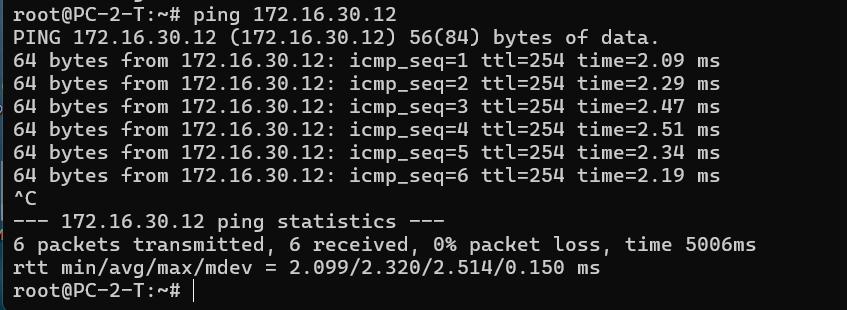 root@PC-2-T:~# ping 172.16.30.12
PING 172.16.30.12 (172.16.30.12) 56(84) bytes of data.
64 bytes from 172.16.30.12: icmp_seq=1 ttl=254 time=2.09 ms
64 bytes from 172.16.30.12: icmp_seq=2 ttl=254 time=2.29 ms
64 bytes from 172.16.30.12: icmp_seq=3 ttl=254 time=2.47 ms
64 bytes from 172.16.30.12: icmp_seq=4 ttl=254 time=2.51 ms
64 bytes from 172.16.30.12: icmp_seq=5 ttl=254 time=2.34 ms
64 bytes from 172.16.30.12: icmp_seq=6 ttl=254 time=2.19 ms
^C
--- 172.16.30.12 ping statistics ---
6 packets transmitted, 6 received, 0% packet loss, time 5006ms
rtt min/avg/max/mdev = 2.099/2.320/2.514/0.150 ms
root@PC-2-T:~#